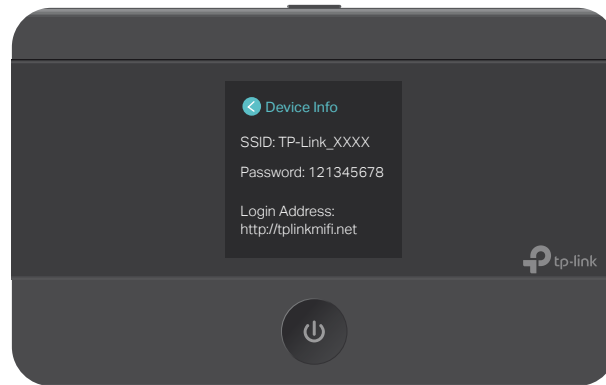 Device Info
SSID: TP-Link_XXXX
Password: 121345678
Login Address:
http://tplinkmifi.net
tp-link